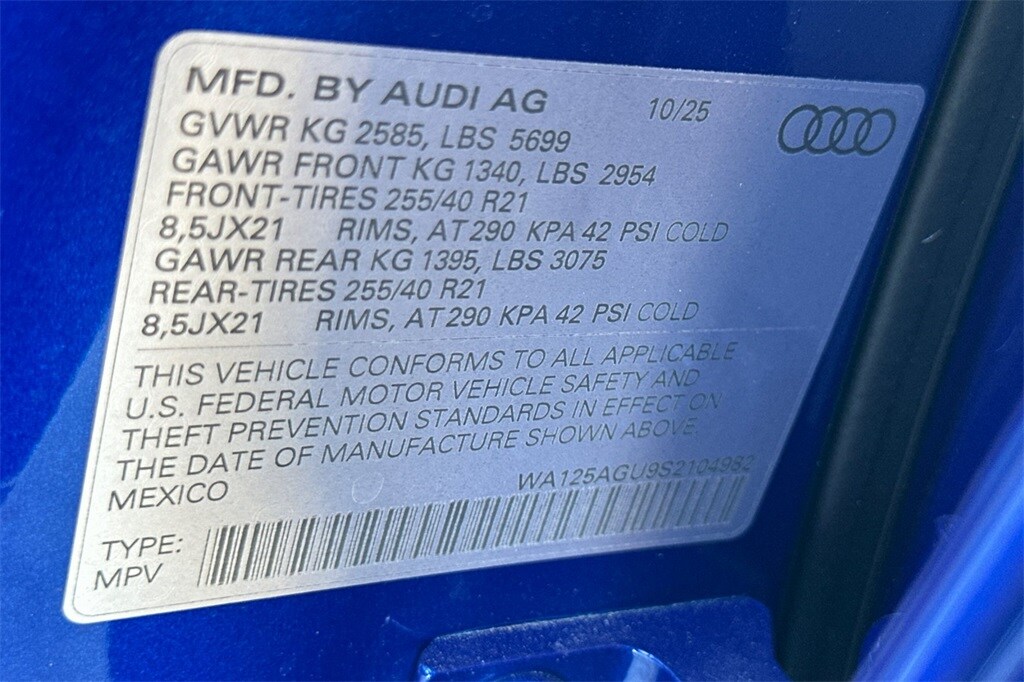 MFD. BY AUDI AG 10/25
GVWR KG 2585, LBS 5699
GAWR FRONT KG 1340, LBS 2954
FRONT-TIRES 255/40 R21
8,5JX21 RIMS, AT 290 KPA 42 PSI COLD
GAWR REAR KG 1395, LBS 3075
REAR-TIRES 255/40 R21
8,5JX21 RIMS, AT 290 KPA 42 PSI COLD
THIS VEHICLE CONFORMS TO ALL APPLICABLE
U.S. FEDERAL MOTOR VEHICLE SAFETY AND
THEFT PREVENTION STANDARDS IN EFFECT ON
THE DATE OF MANUFACTURE SHOWN ABOVE.
MEXICO WA125AGU9S2104982
TYPE:
MPV